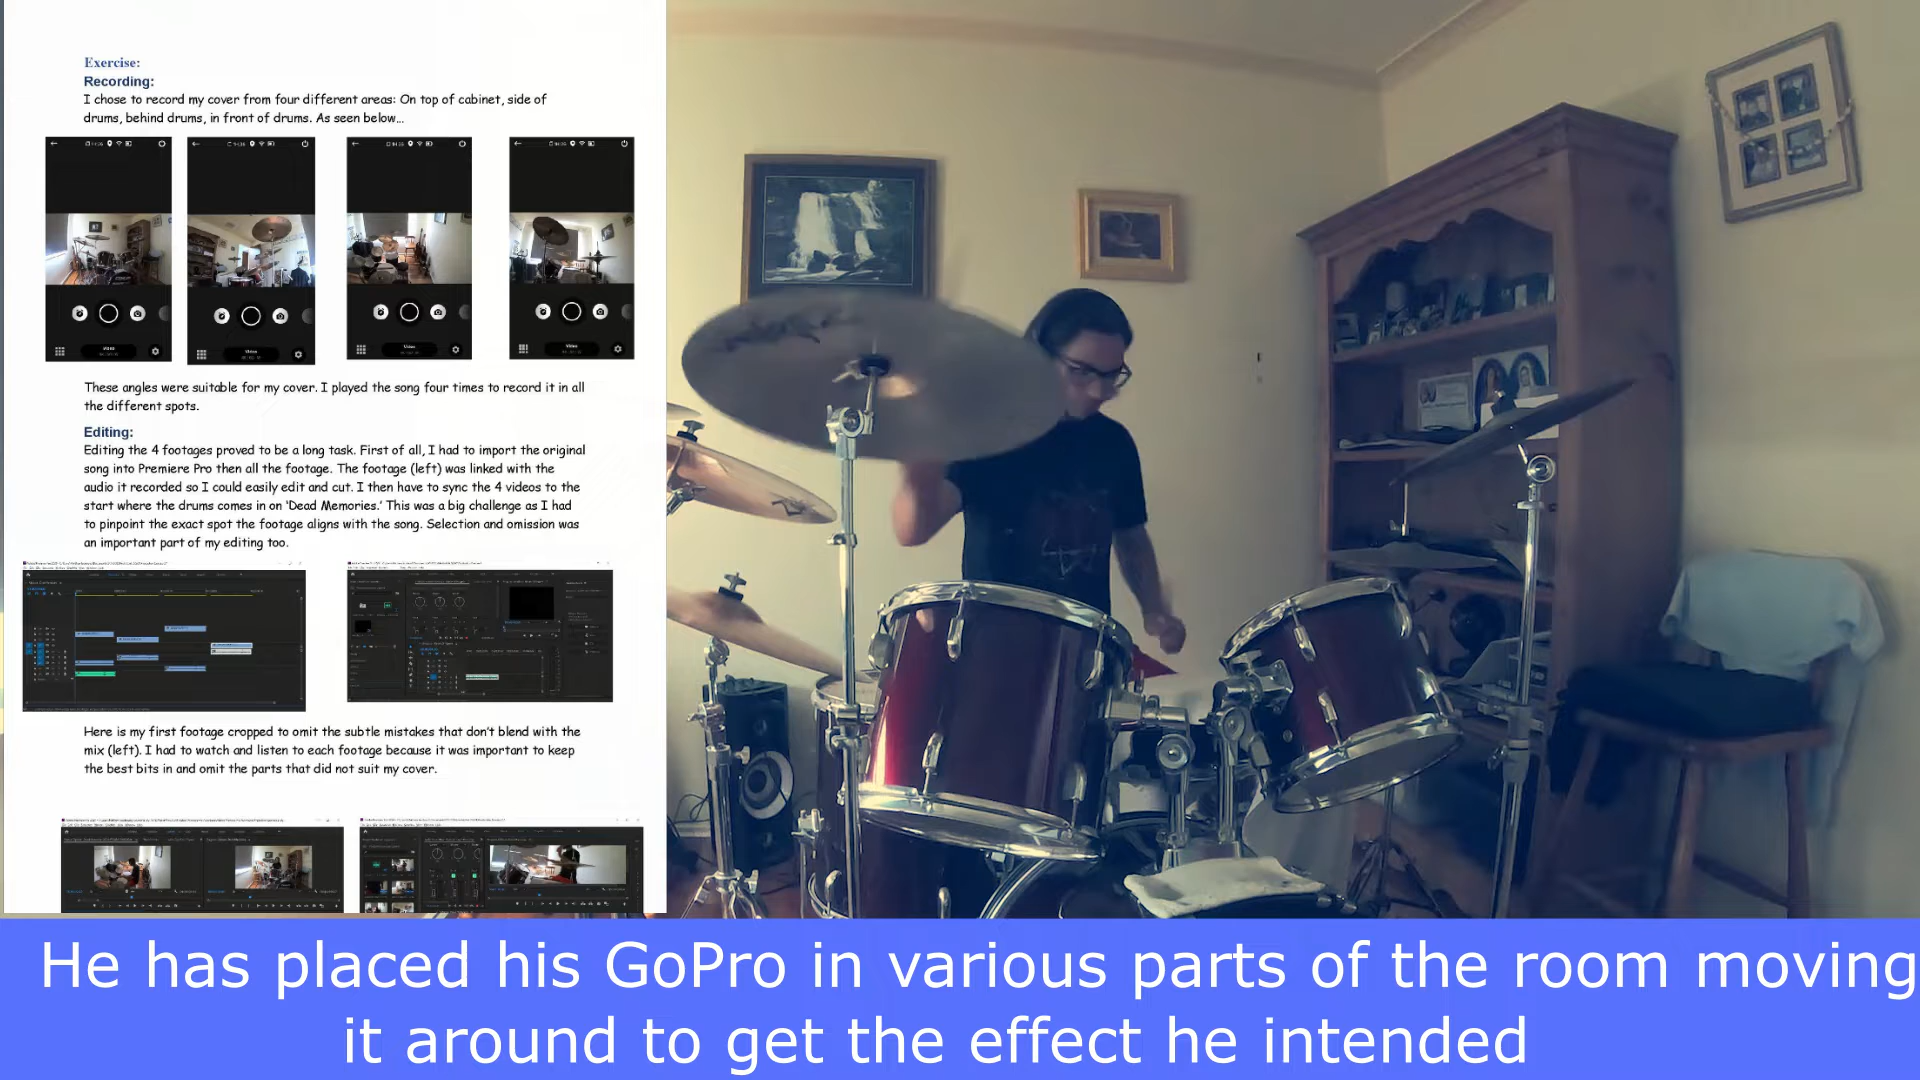 Exercise:
Recording:
I chose to record my cover from four different areas: On top of cabinet, side of
drums, behind drums, in front of drums. As seen below...
Video
Video
Video
Video
These angles were suitable for my cover. I played the song four times to record it in all
the different spots.
Editing:
Editing the 4 footages proved to be a long task. First of all, I had to import the original
song into Premiere Pro then all the footage. The footage (left) was linked with the
audio it recorded so I could easily edit and cut. I then have to sync the 4 videos to the
start where the drums comes in on 'Dead Memories.' This was a big challenge as I had
to pinpoint the exact spot the footage aligns with the song. Selection and omission was
an important part of my editing too.
Here is my first footage cropped to omit the subtle mistakes that don't blend with the
mix (left). I had to watch and listen to each footage because it was important to keep
the best bits in and omit the parts that did not suit my cover.
He has placed his GoPro in various parts of the room moving
it around to get the effect he intended